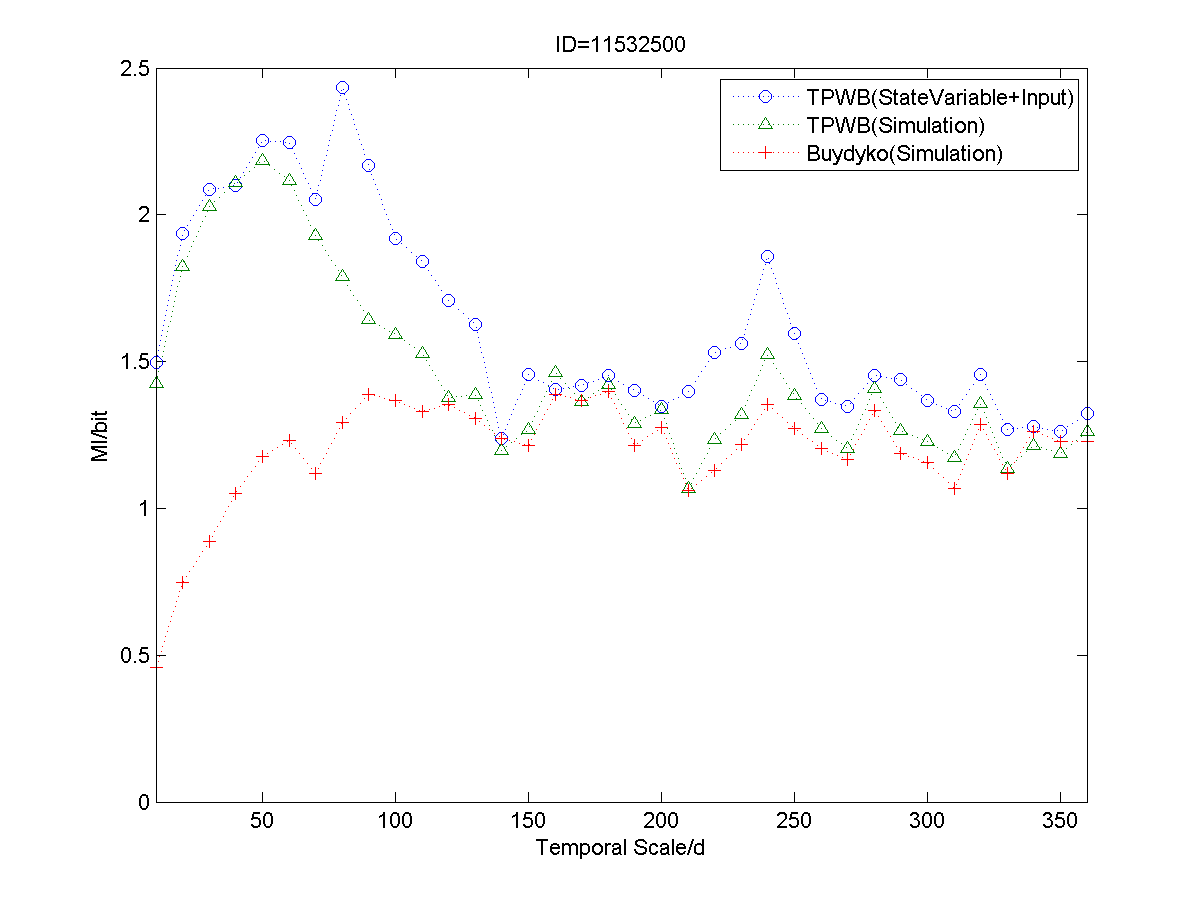 ID=11532500
2.5
2
1.5
1
0.5
0
MI/bit
TPWB(StateVariable+Input)
TPWB(Simulation)
Buydyko(Simulation)
50 100 150 200 250 300 350
Temporal Scale/d